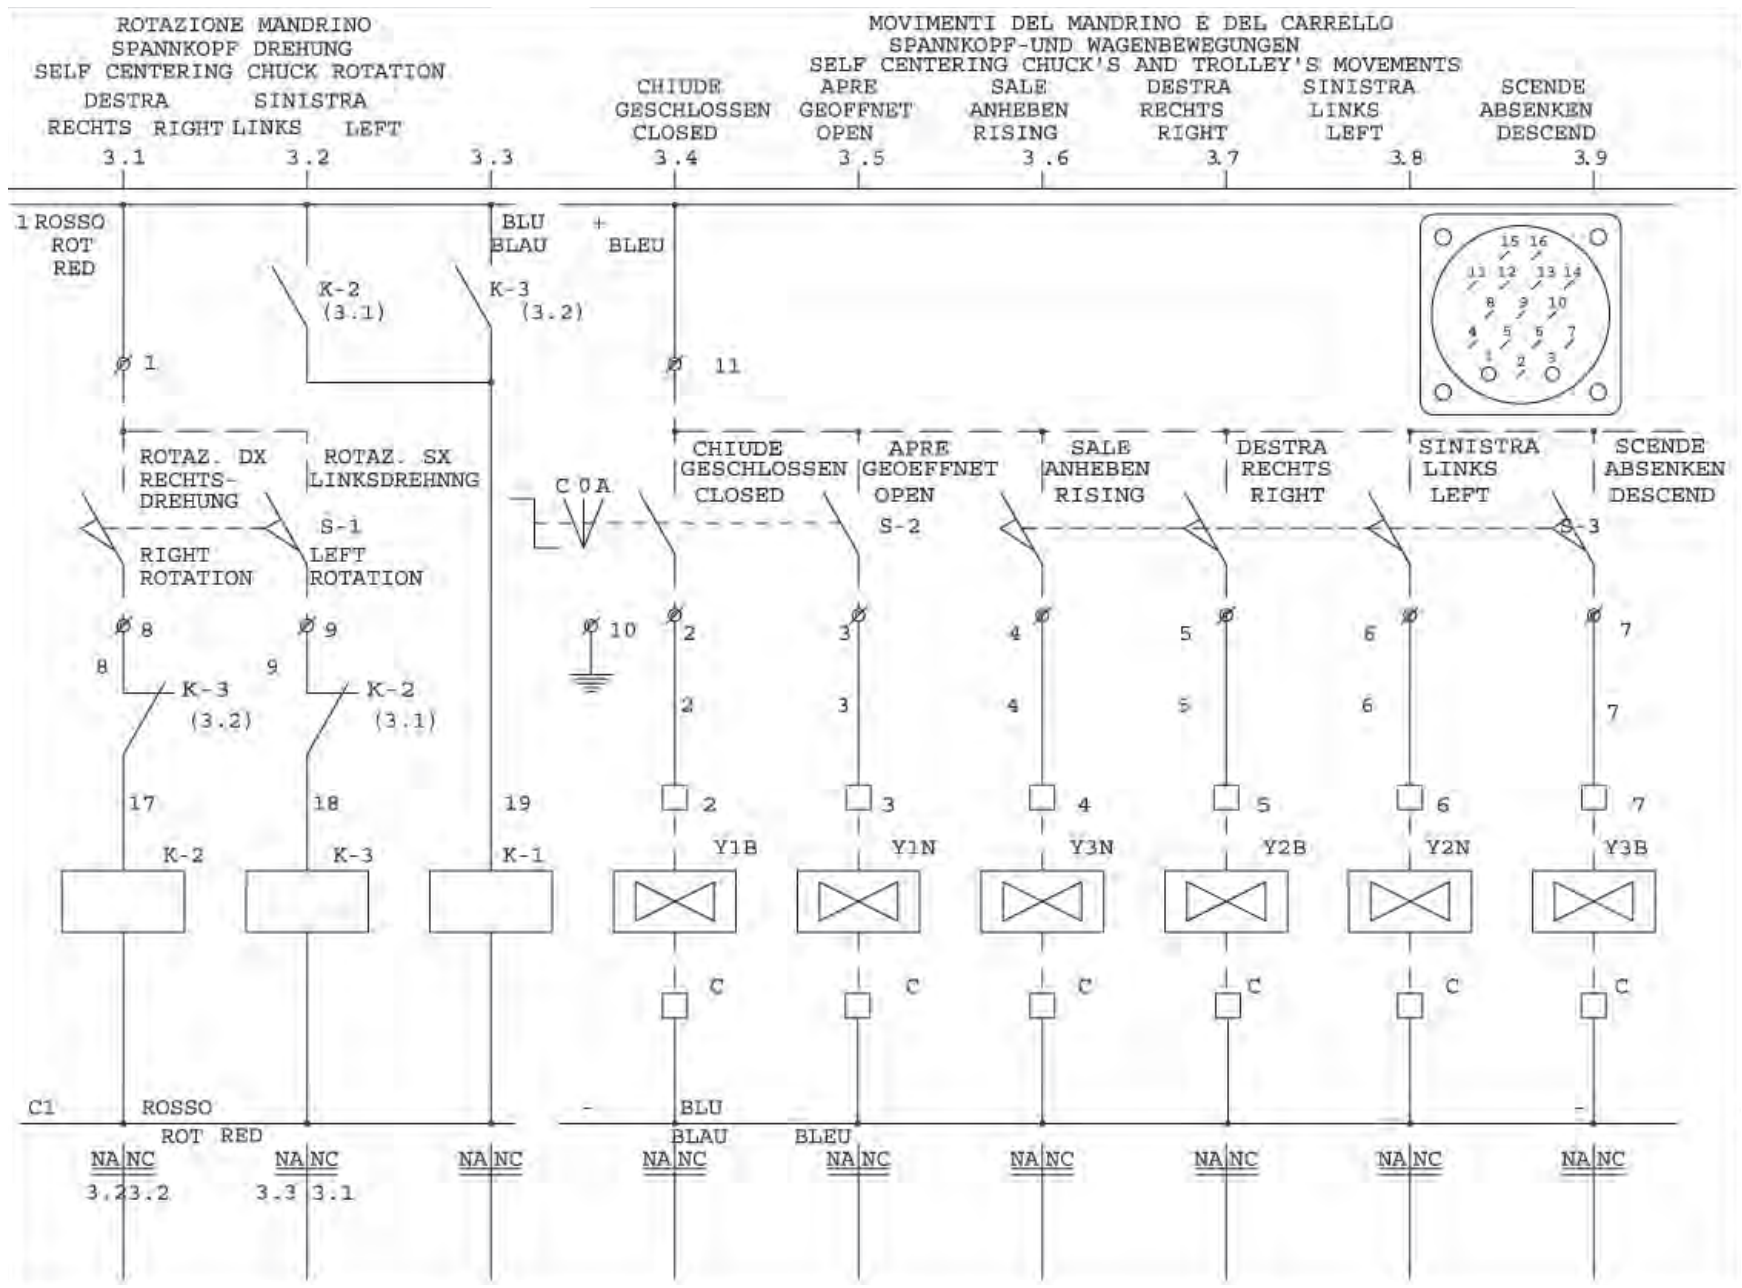 ROTAZIONE MANDRINO
SPANNKOPF DREHUNG
SELF CENTERING CHUCK ROTATION
DESTRA SINISTRA
RECHTS RIGHT LINKS LEFT
MOVIMENTI DEL MANDRINO E DEL CARRELLO
SPANNKOPF-UND WAGENBEWEGUNGEN
SELF CENTERING CHUCK'S AND TROLLEY'S MOVEMENTS
CHIUDE APRE SALE DESTRA SINISTRA SCENDE
GESCHLOSSEN GEOFFNET ANHEBEN RECHTS LINKS ABSENKEN
CLOSED OPEN RISING RIGHT LEFT DESCEND
3.1 3.2 3.3 3.4 3.5 3.6 3.7 3.8 3.9
1 ROSSO
ROT
RED
BLU +
BLAU BLEU
K-2
(3.1)
K-3
(3.2)
1
11
15 16
11 12 13 14
8 9 10
4 5 6 7
1 2 3
ROTAZ. DX
RECHTS-
DREHUNG
ROTAZ. SX
LINKSDREHNNG
S-1
RIGHT
ROTATION
LEFT
ROTATION
C 0 A
CHIUDE
GESCHLOSSEN
CLOSED
APRE
GEOEFFNET
OPEN
S-2
SALE
ANHEBEN
RISING
DESTRA
RECHTS
RIGHT
SINISTRA
LINKS
LEFT
SCENDE
ABSENKEN
DESCEND
S-3
8 9 10 2 3 4 5 6 7
8 9
K-3
(3.2)
K-2
(3.1)
2 3 4 5 6 7
17 18 19 2 3 4 5 6 7
K-2 K-3 K-1 Y1B Y1N Y3N Y2B Y2N Y3B
C C C C C C
C1 ROSSO
ROT RED
- BLU -
BLAU BLEU
NA NC NA NC NA NC NA NC NA NC NA NC NA NC NA NC NA NC
3.2 3.2 3.3 3.1